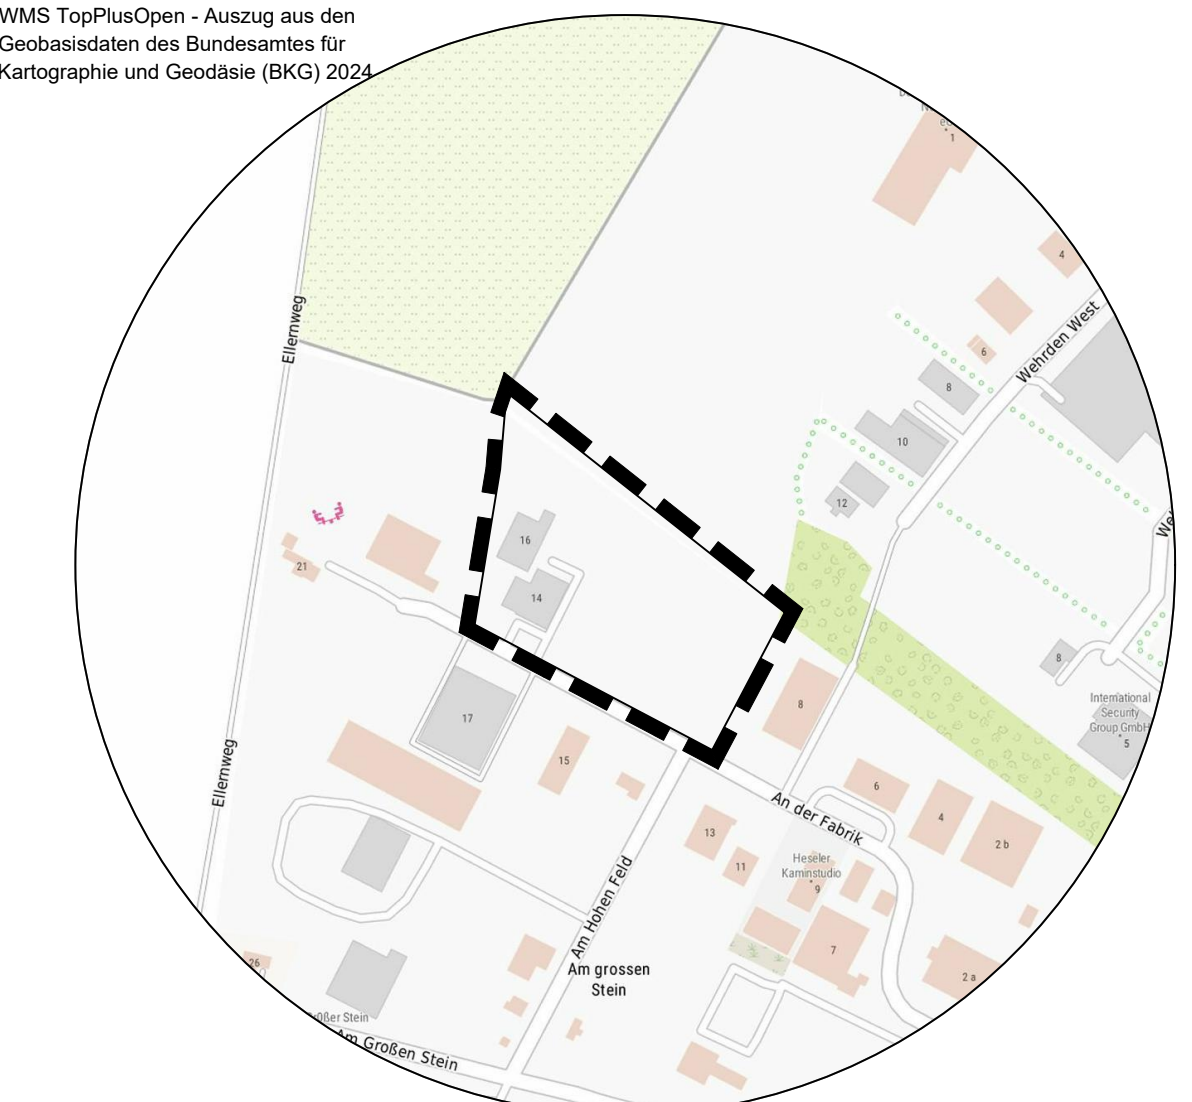 WMS TopPlusOpen - Auszug aus den
Geobasisdaten des Bundesamtes für
Kartographie und Geodäsie (BKG) 2024
1
4
Wehrden West
6
8
10
12
Ellernweg
16
14
21
17
15
8
8
International
Security
Group GmbH
5
Ellernweg
An der Fabrik
6
4
2 b
13
11
Heseler
Kaminstudio
9
7
2 a
Am Hohen Feld
Am grossen
Stein
26
Am Großen Stein